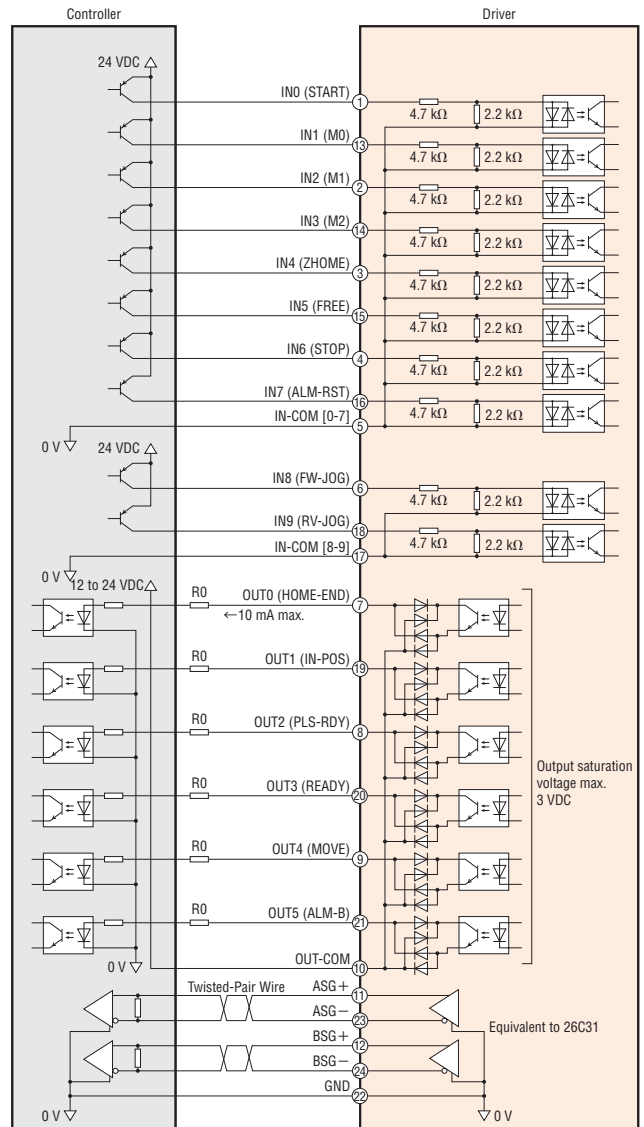 Controller Driver
24 VDC
IN0 (START) 1
4.7 kΩ 2.2 kΩ
IN1 (M0) 13
4.7 kΩ 2.2 kΩ
IN2 (M1) 2
4.7 kΩ 2.2 kΩ
IN3 (M2) 14
4.7 kΩ 2.2 kΩ
IN4 (ZHOME) 3
4.7 kΩ 2.2 kΩ
IN5 (FREE) 15
4.7 kΩ 2.2 kΩ
IN6 (STOP) 4
4.7 kΩ 2.2 kΩ
IN7 (ALM-RST) 16
4.7 kΩ 2.2 kΩ
IN-COM [0-7] 5
0 V
24 VDC
IN8 (FW-JOG) 6
4.7 kΩ 2.2 kΩ
IN9 (RV-JOG) 18
4.7 kΩ 2.2 kΩ
IN-COM [8-9] 17
0 V
12 to 24 VDC
R0 OUT0 (HOME-END) 7
←10 mA max.
R0 OUT1 (IN-POS) 19
R0 OUT2 (PLS-RDY) 8
Output saturation
voltage max.
3 VDC
R0 OUT3 (READY) 20
R0 OUT4 (MOVE) 9
R0 OUT5 (ALM-B) 21
0 V OUT-COM 10
Twisted-Pair Wire ASG+ 11
ASG− 23
Equivalent to 26C31
BSG+ 12
BSG− 24
GND 22
0 V 0 V